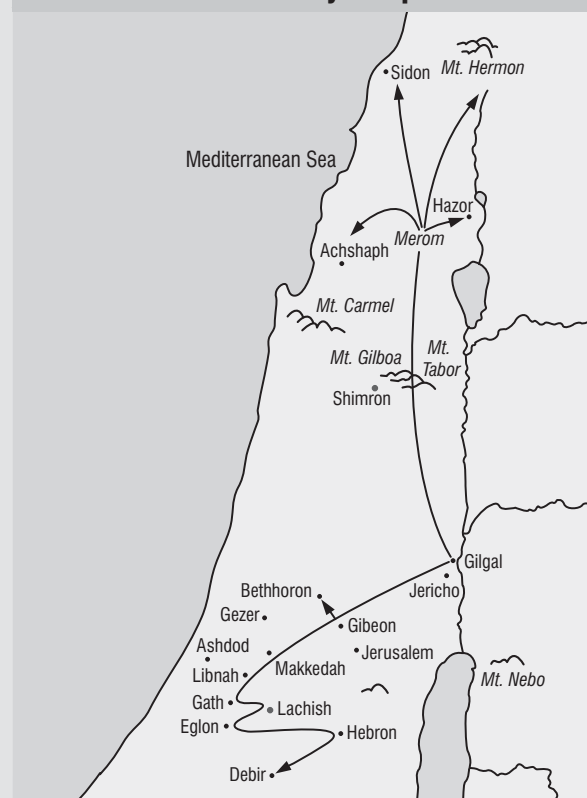 Sidon
Mt. Hermon
Mediterranean Sea
Hazor
Merom
Achshaph
Mt. Carmel
Mt. Gilboa
Mt.
Tabor
Shimron
Gilgal
Jericho
Bethhoron
Gezer
Gibeon
Ashdod
Jerusalem
Makkedah
Libnah
Mt. Nebo
Gath
Lachish
Eglon
Hebron
Debir